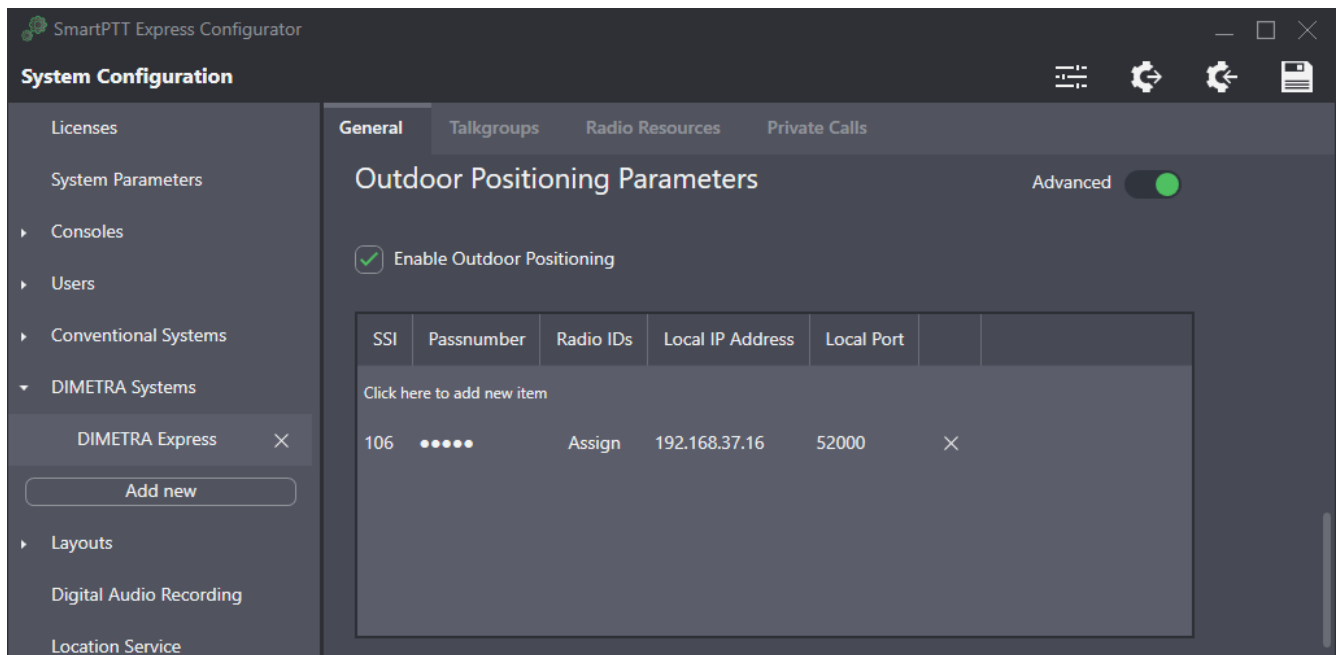 SmartPTT Express Configurator
System Configuration
Licenses
System Parameters
Consoles
Users
Conventional Systems
DIMETRA Systems
DIMETRA Express
Add new
Layouts
Digital Audio Recording
Location Service
General Talkgroups Radio Resources Private Calls
Outdoor Positioning Parameters Advanced
Enable Outdoor Positioning
SSI Passnumber Radio IDs Local IP Address Local Port
Click here to add new item
106 ●●●●● Assign 192.168.37.16 52000